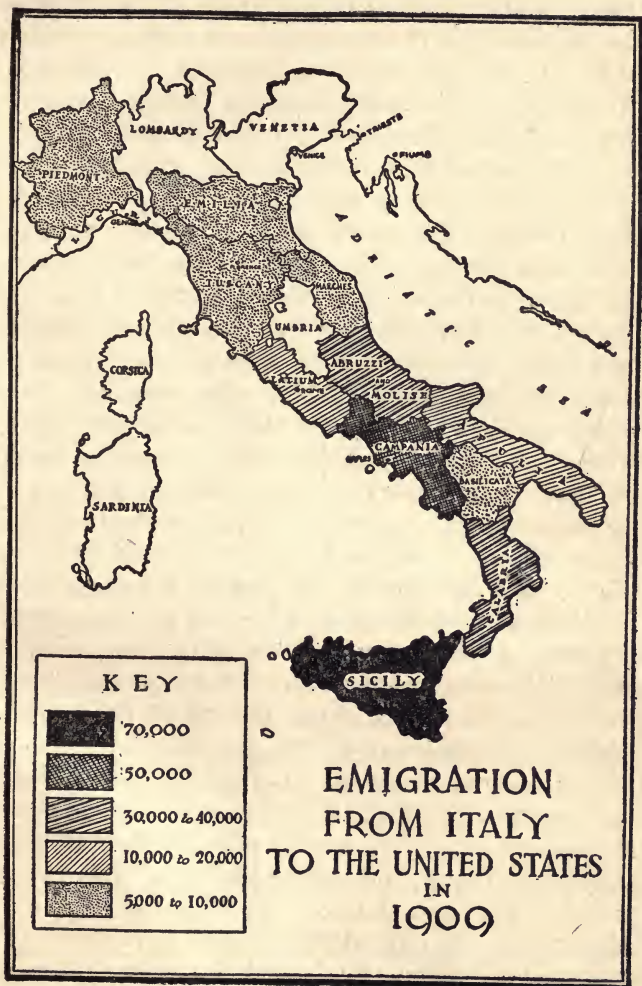 LOMBARDY
VENETIA
TRIESTE
VENICE
FIUME
PIEDMONT
EMILIA
GENOA
ADRIATIC SEA
FLORENCE
TUSCANY
MARCHES
UMBRIA
CORSICA
ABRUZZI
AND
MOLISE
LATIUM
ROME
APULIA
CAMPANIA
NAPLES
BASILICATA
SARDINIA
CALABRIA
SICILY
KEY
70,000
50,000
30,000 to 40,000
10,000 to 20,000
5,000 to 10,000
EMIGRATION
FROM ITALY
TO THE UNITED STATES
IN
1909